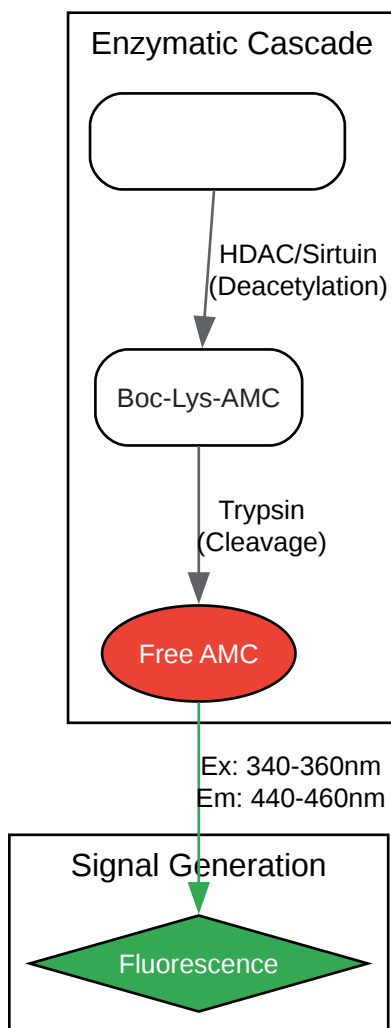 Enzymatic Cascade
HDAC/Sirtuin
(Deacetylation)
Boc-Lys-AMC
Trypsin
(Cleavage)
Free AMC
Ex: 340-360nm
Em: 440-460nm
Signal Generation
Fluorescence